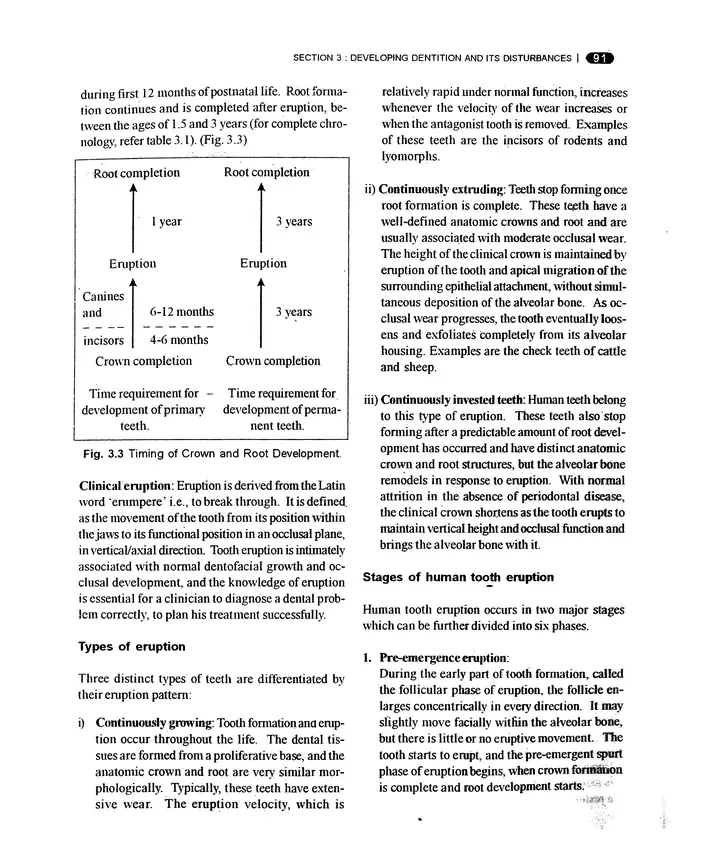 SECTION 3 : DEVELOPING DENTITION AND ITS DISTURBANCES | 91
during first 12 months of postnatal life. Root forma-
tion continues and is completed after eruption, be-
tween the ages of 1.5 and 3 years (for complete chro-
nology, refer table 3.1). (Fig. 3.3)
Root completion Root completion
1 year 3 years
Eruption Eruption
Canines
and 6-12 months 3 years
incisors 4-6 months
Crown completion Crown completion
Time requirement for – Time requirement for
development of primary development of perma-
teeth. nent teeth.
Fig. 3.3 Timing of Crown and Root Development.
Clinical eruption: Eruption is derived from the Latin
word 'erumpere' i.e., to break through. It is defined
as the movement of the tooth from its position within
the jaws to its functional position in an occlusal plane,
in vertical/axial direction. Tooth eruption is intimately
associated with normal dentofacial growth and oc-
clusal development, and the knowledge of eruption
is essential for a clinician to diagnose a dental prob-
lem correctly, to plan his treatment successfully.
Types of eruption
Three distinct types of teeth are differentiated by
their eruption pattern:
i) Continuously growing: Tooth formation and erup-
tion occur throughout the life. The dental tis-
sues are formed from a proliferative base, and the
anatomic crown and root are very similar mor-
phologically. Typically, these teeth have exten-
sive wear. The eruption velocity, which is
relatively rapid under normal function, increases
whenever the velocity of the wear increases or
when the antagonist tooth is removed. Examples
of these teeth are the incisors of rodents and
lyomorphs.
ii) Continuously extruding: Teeth stop forming once
root formation is complete. These teeth have a
well-defined anatomic crowns and root and are
usually associated with moderate occlusal wear.
The height of the clinical crown is maintained by
eruption of the tooth and apical migration of the
surrounding epithelial attachment, without simul-
taneous deposition of the alveolar bone. As oc-
clusal wear progresses, the tooth eventually loos-
ens and exfoliates completely from its alveolar
housing. Examples are the check teeth of cattle
and sheep.
iii) Continuously invested teeth: Human teeth belong
to this type of eruption. These teeth also stop
forming after a predictable amount of root devel-
opment has occurred and have distinct anatomic
crown and root structures, but the alveolar bone
remodels in response to eruption. With normal
attrition in the absence of periodontal disease,
the clinical crown shortens as the tooth erupts to
maintain vertical height and occlusal function and
brings the alveolar bone with it.
Stages of human tooth eruption
Human tooth eruption occurs in two major stages
which can be further divided into six phases.
1. Pre-emergence eruption:
During the early part of tooth formation, called
the follicular phase of eruption, the follicle en-
larges concentrically in every direction. It may
slightly move facially within the alveolar bone,
but there is little or no eruptive movement. The
tooth starts to erupt, and the pre-emergent spurt
phase of eruption begins, when crown formation
is complete and root development starts.